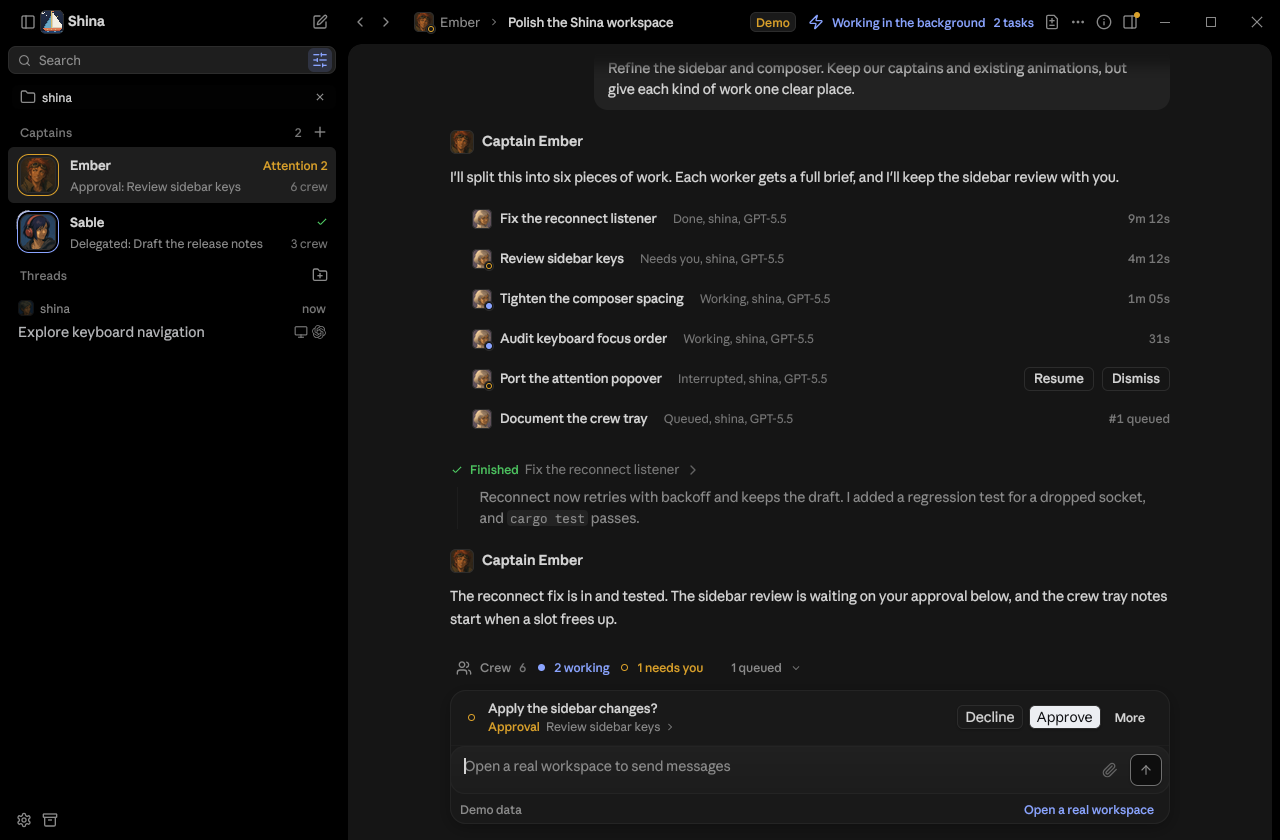 Shina
Ember
Polish the Shina workspace
Demo
Working in the background 2 tasks
Search
shina
Captains 2
Ember
Attention 2
Approval: Review sidebar keys
6 crew
Sable
Delegated: Draft the release notes
3 crew
Threads
shina
now
Explore keyboard navigation
Refine the sidebar and composer. Keep our captains and existing animations, but
give each kind of work one clear place.
Captain Ember
I'll split this into six pieces of work. Each worker gets a full brief, and I'll keep the sidebar review with you.
Fix the reconnect listener Done, shina, GPT-5.5 9m 12s
Review sidebar keys Needs you, shina, GPT-5.5 4m 12s
Tighten the composer spacing Working, shina, GPT-5.5 1m 05s
Audit keyboard focus order Working, shina, GPT-5.5 31s
Port the attention popover Interrupted, shina, GPT-5.5 Resume Dismiss
Document the crew tray Queued, shina, GPT-5.5 #1 queued
Finished Fix the reconnect listener
Reconnect now retries with backoff and keeps the draft. I added a regression test for a dropped socket,
and cargo test passes.
Captain Ember
The reconnect fix is in and tested. The sidebar review is waiting on your approval below, and the crew tray notes
start when a slot frees up.
Crew 6 2 working 1 needs you 1 queued
Apply the sidebar changes?
Approval Review sidebar keys
Decline Approve More
Open a real workspace to send messages
Demo data
Open a real workspace